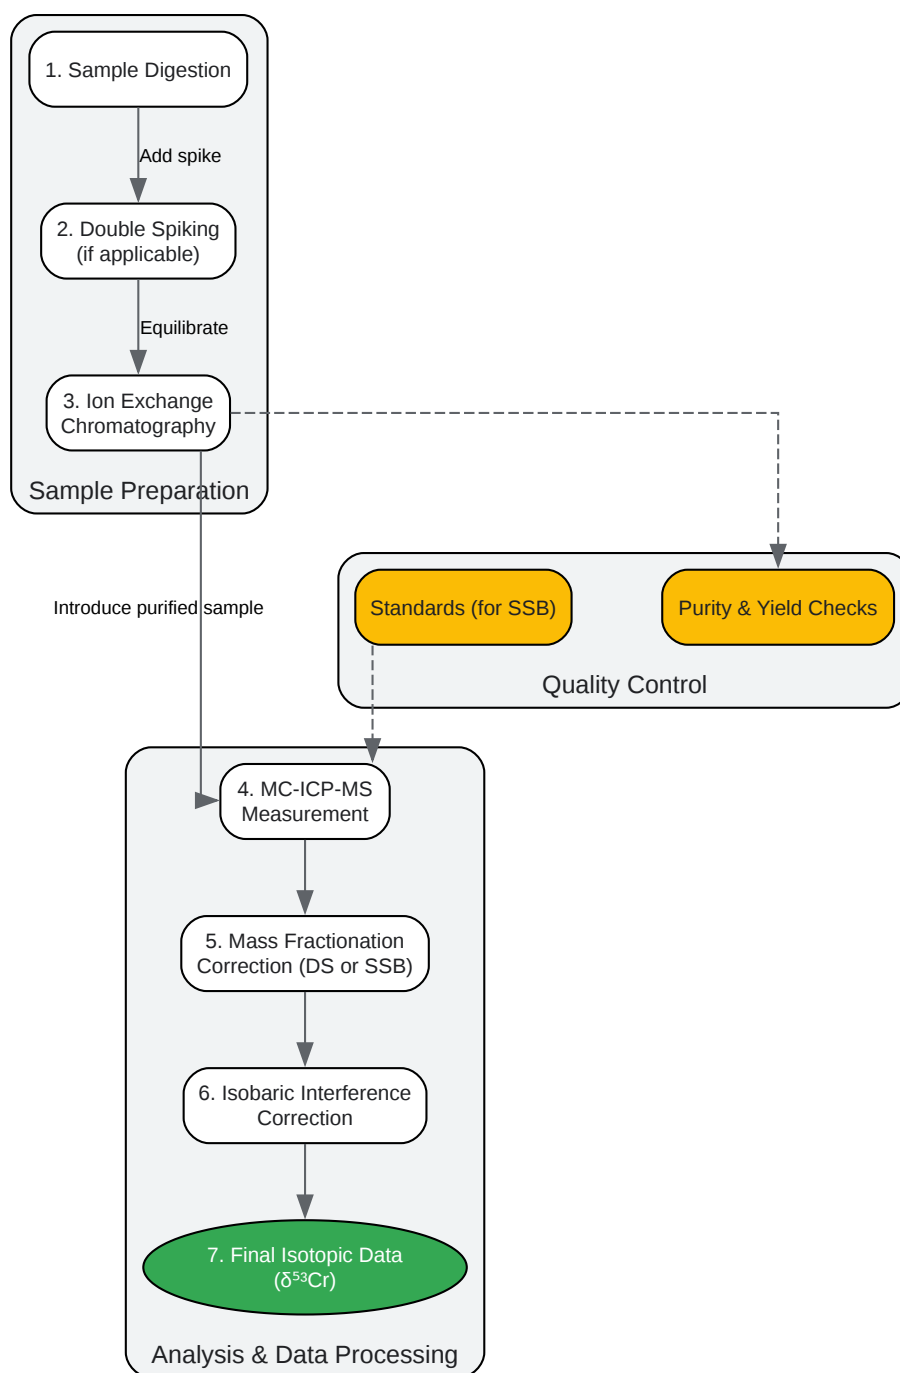 1. Sample Digestion
Add spike
2. Double Spiking
(if applicable)
Equilibrate
3. Ion Exchange
Chromatography
Sample Preparation
Introduce purified sample
Standards (for SSB)
Purity & Yield Checks
Quality Control
4. MC-ICP-MS
Measurement
5. Mass Fractionation
Correction (DS or SSB)
6. Isobaric Interference
Correction
7. Final Isotopic Data
(δ⁵³Cr)
Analysis & Data Processing